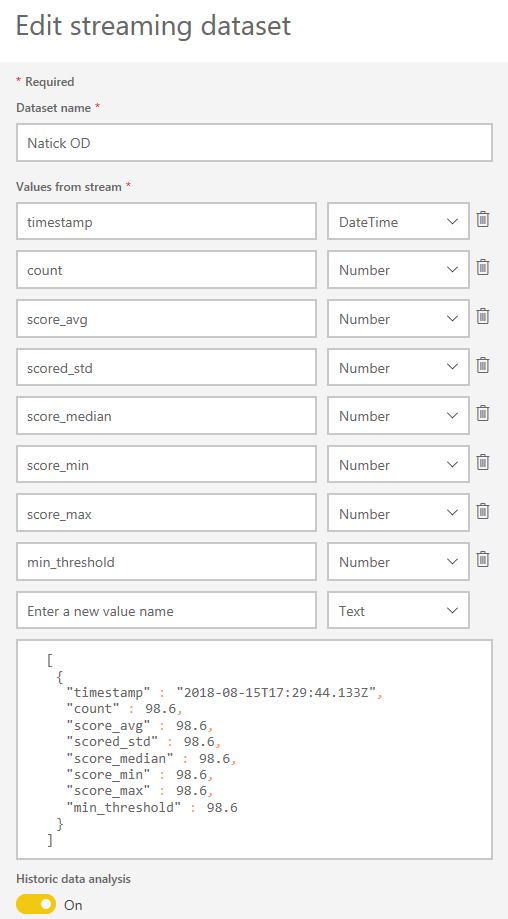 Edit streaming dataset
* Required
Dataset name *
Natick OD
Values from stream *
timestamp DateTime
count Number
score_avg Number
scored_std Number
score_median Number
score_min Number
score_max Number
min_threshold Number
Enter a new value name Text
[
{
"timestamp" : "2018-08-15T17:29:44.133Z",
"count" : 98.6,
"score_avg" : 98.6,
"scored_std" : 98.6,
"score_median" : 98.6,
"score_min" : 98.6,
"score_max" : 98.6,
"min_threshold" : 98.6
}
]
Historic data analysis
On